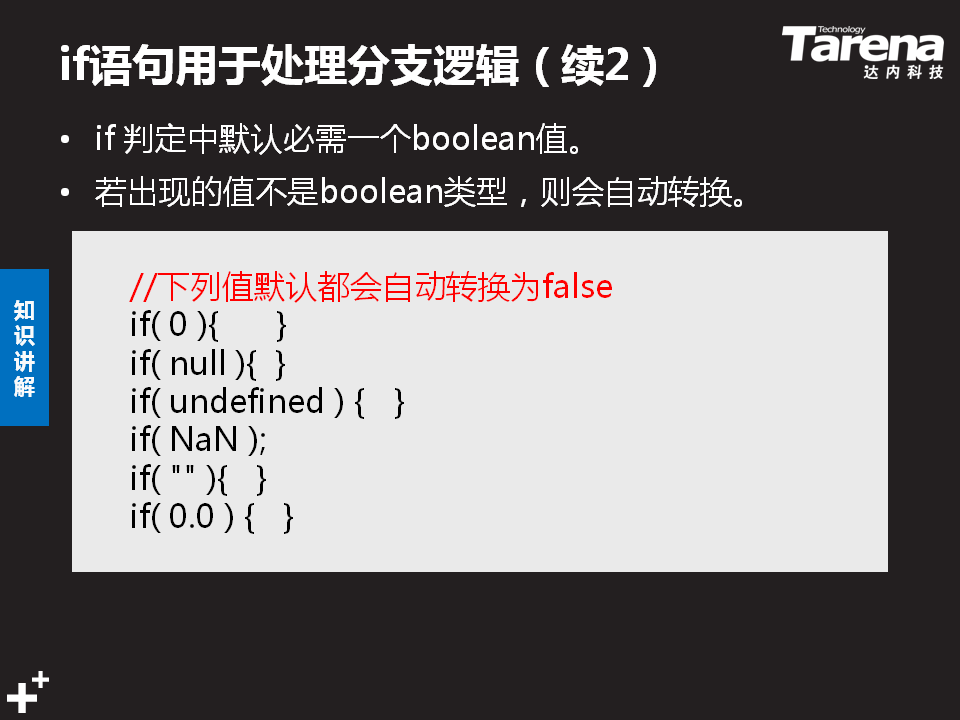 if语句用于处理分支逻辑（续2）
Technology
Tarena
达内科技
• if 判定中默认必需一个boolean值。
• 若出现的值不是boolean类型，则会自动转换。
知识讲解
//下列值默认都会自动转换为false
if( 0 ){      }
if( null ){  }
if( undefined ) {   }
if( NaN );
if( "" ){   }
if( 0.0 ) {   }